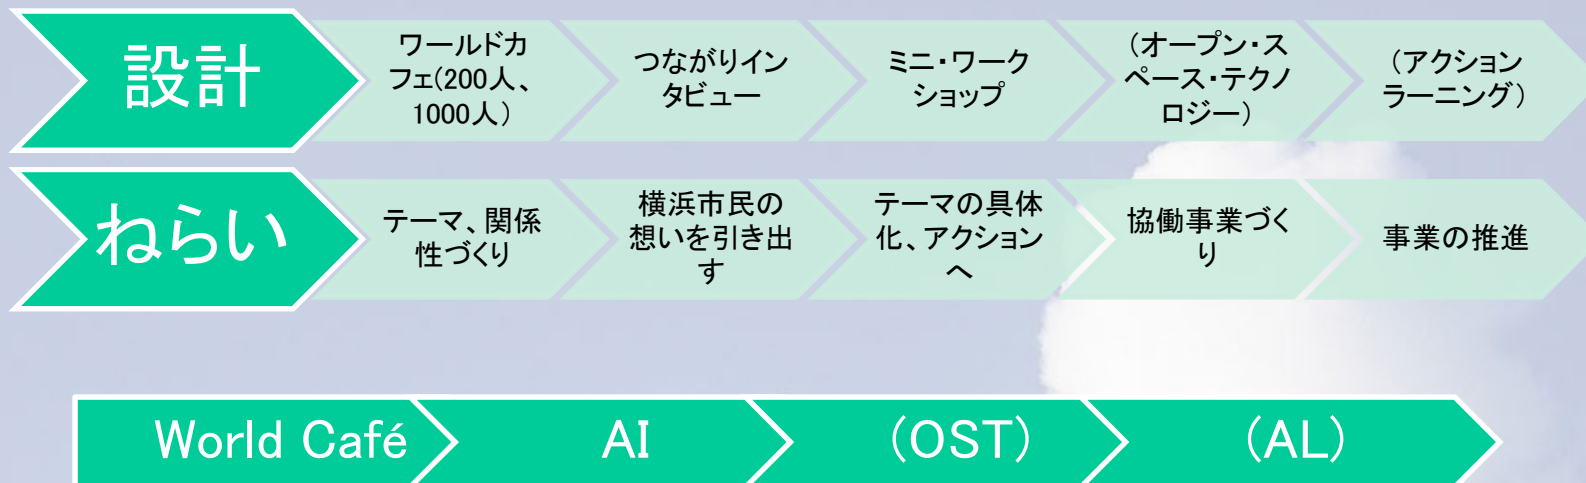 設計
ワールドカ
フェ(200人、
1000人)
つながりイン
タビュー
ミニ・ワーク
ショップ
(オープン・ス
ペース・テクノ
ロジー)
(アクション
ラーニング)
ねらい
テーマ、関係
性づくり
横浜市民の
想いを引き出
す
テーマの具体
化、アクション
へ
協働事業づく
り
事業の推進
World Café
AI
(OST)
(AL)